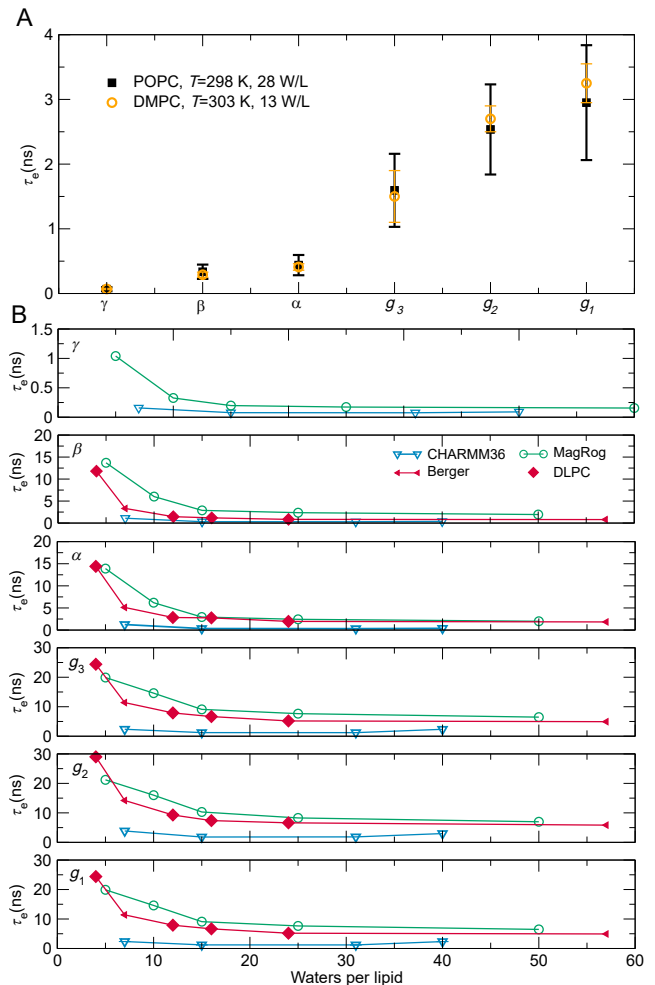 A
4
3
2
1
0
τe(ns)
POPC, T=298 K, 28 W/L
DMPC, T=303 K, 13 W/L
γ β α g3 g2 g1
B
1.5
1
0.5
0
τe(ns)
γ
20
15
10
5
0
τe(ns)
β
CHARMM36 MagRog
Berger DLPC
20
15
10
5
0
τe(ns)
α
30
20
10
0
τe(ns)
g3
30
20
10
0
τe(ns)
g2
30
20
10
0
τe(ns)
g1
0 10 20 30 40 50 60
Waters per lipid